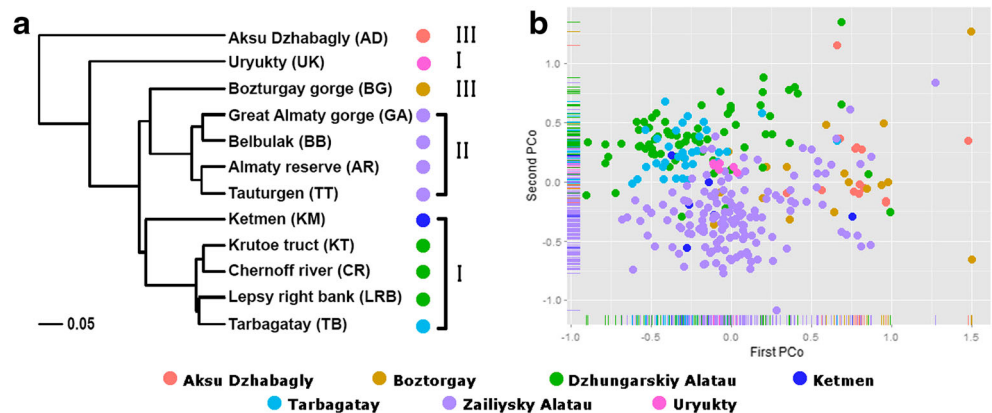 a
Aksu Dzhabagly (AD) III
Uryukty (UK) I
Bozturgay gorge (BG) III
Great Almaty gorge (GA)
Belbulak (BB)
II
Almaty reserve (AR)
Tauturgen (TT)
Ketmen (KM)
Krutoe truct (KT)
Chernoff river (CR) I
Lepsy right bank (LRB)
Tarbagatay (TB)
0.05
b
Second PCo
1.0
0.5
0.0
-0.5
-1.0
-1.0 -0.5 0.0 0.5 1.0 1.5
First PCo
Aksu Dzhabagly Boztorgay Dzhungarskiy Alatau Ketmen
Tarbagatay Zailiysky Alatau Uryukty